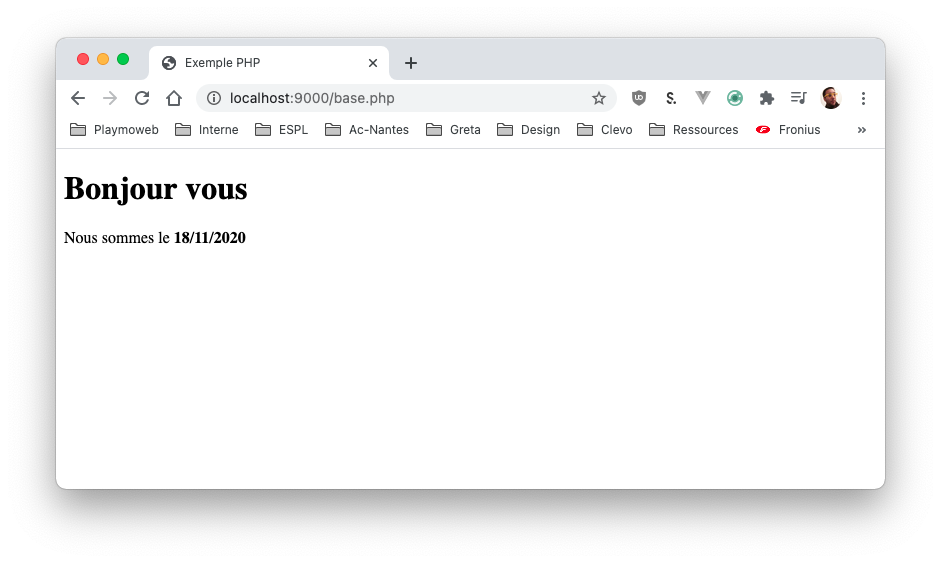 Exemple PHP
localhost:9000/base.php
UD S.
Playmoweb Interne ESPL Ac-Nantes Greta Design Clevo Ressources F Fronius »
Bonjour vous
Nous sommes le 18/11/2020